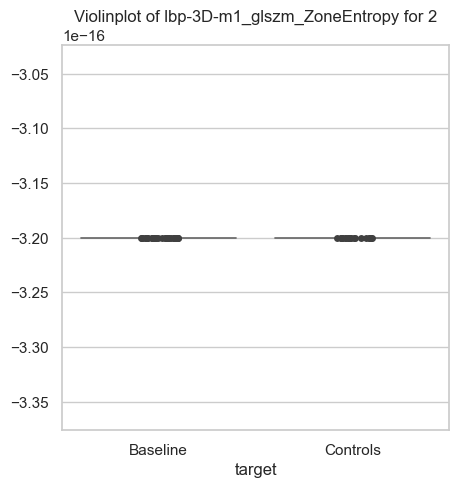 Violinplot of lbp-3D-m1_glszm_ZoneEntropy for 2
1e−16
−3.05
−3.10
−3.15
−3.20
−3.25
−3.30
−3.35
Baseline Controls
target